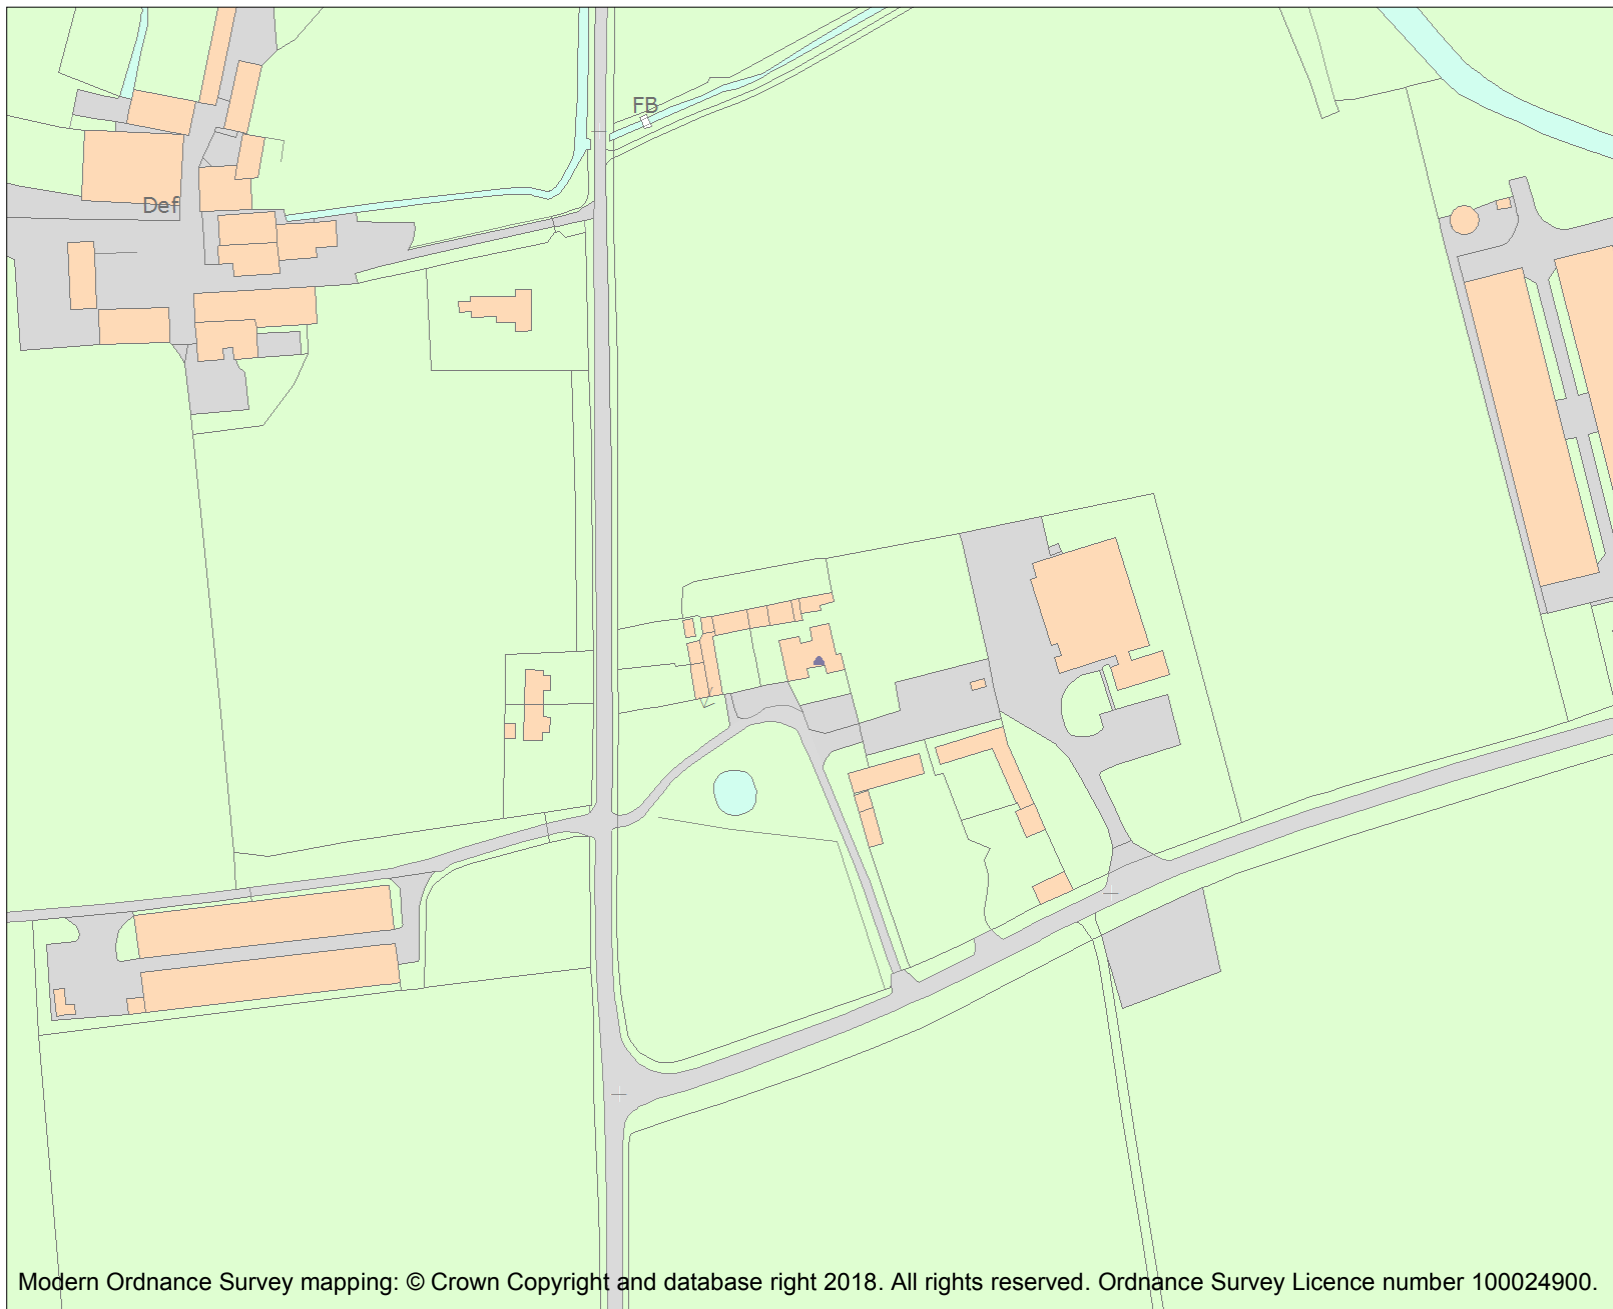 FB
Def
Modern Ordnance Survey mapping: © Crown Copyright and database right 2018. All rights reserved. Ordnance Survey Licence number 100024900.